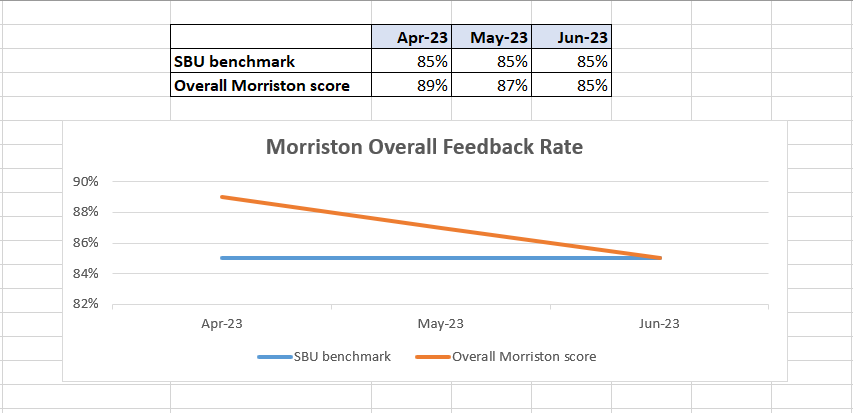 Apr-23 May-23 Jun-23
SBU benchmark 85% 85% 85%
Overall Morriston score 89% 87% 85%
Morriston Overall Feedback Rate
90%
88%
86%
84%
82%
Apr-23 May-23 Jun-23
SBU benchmark Overall Morriston score